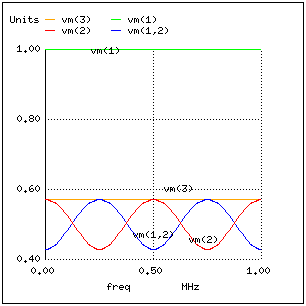 Units vm(3) vm(1)
vm(2) vm(1,2)
1.00
vm(1)
0.80
0.60
vm(3)
vm(1,2) vm(2)
0.40
0.00 0.50 1.00
freq MHz